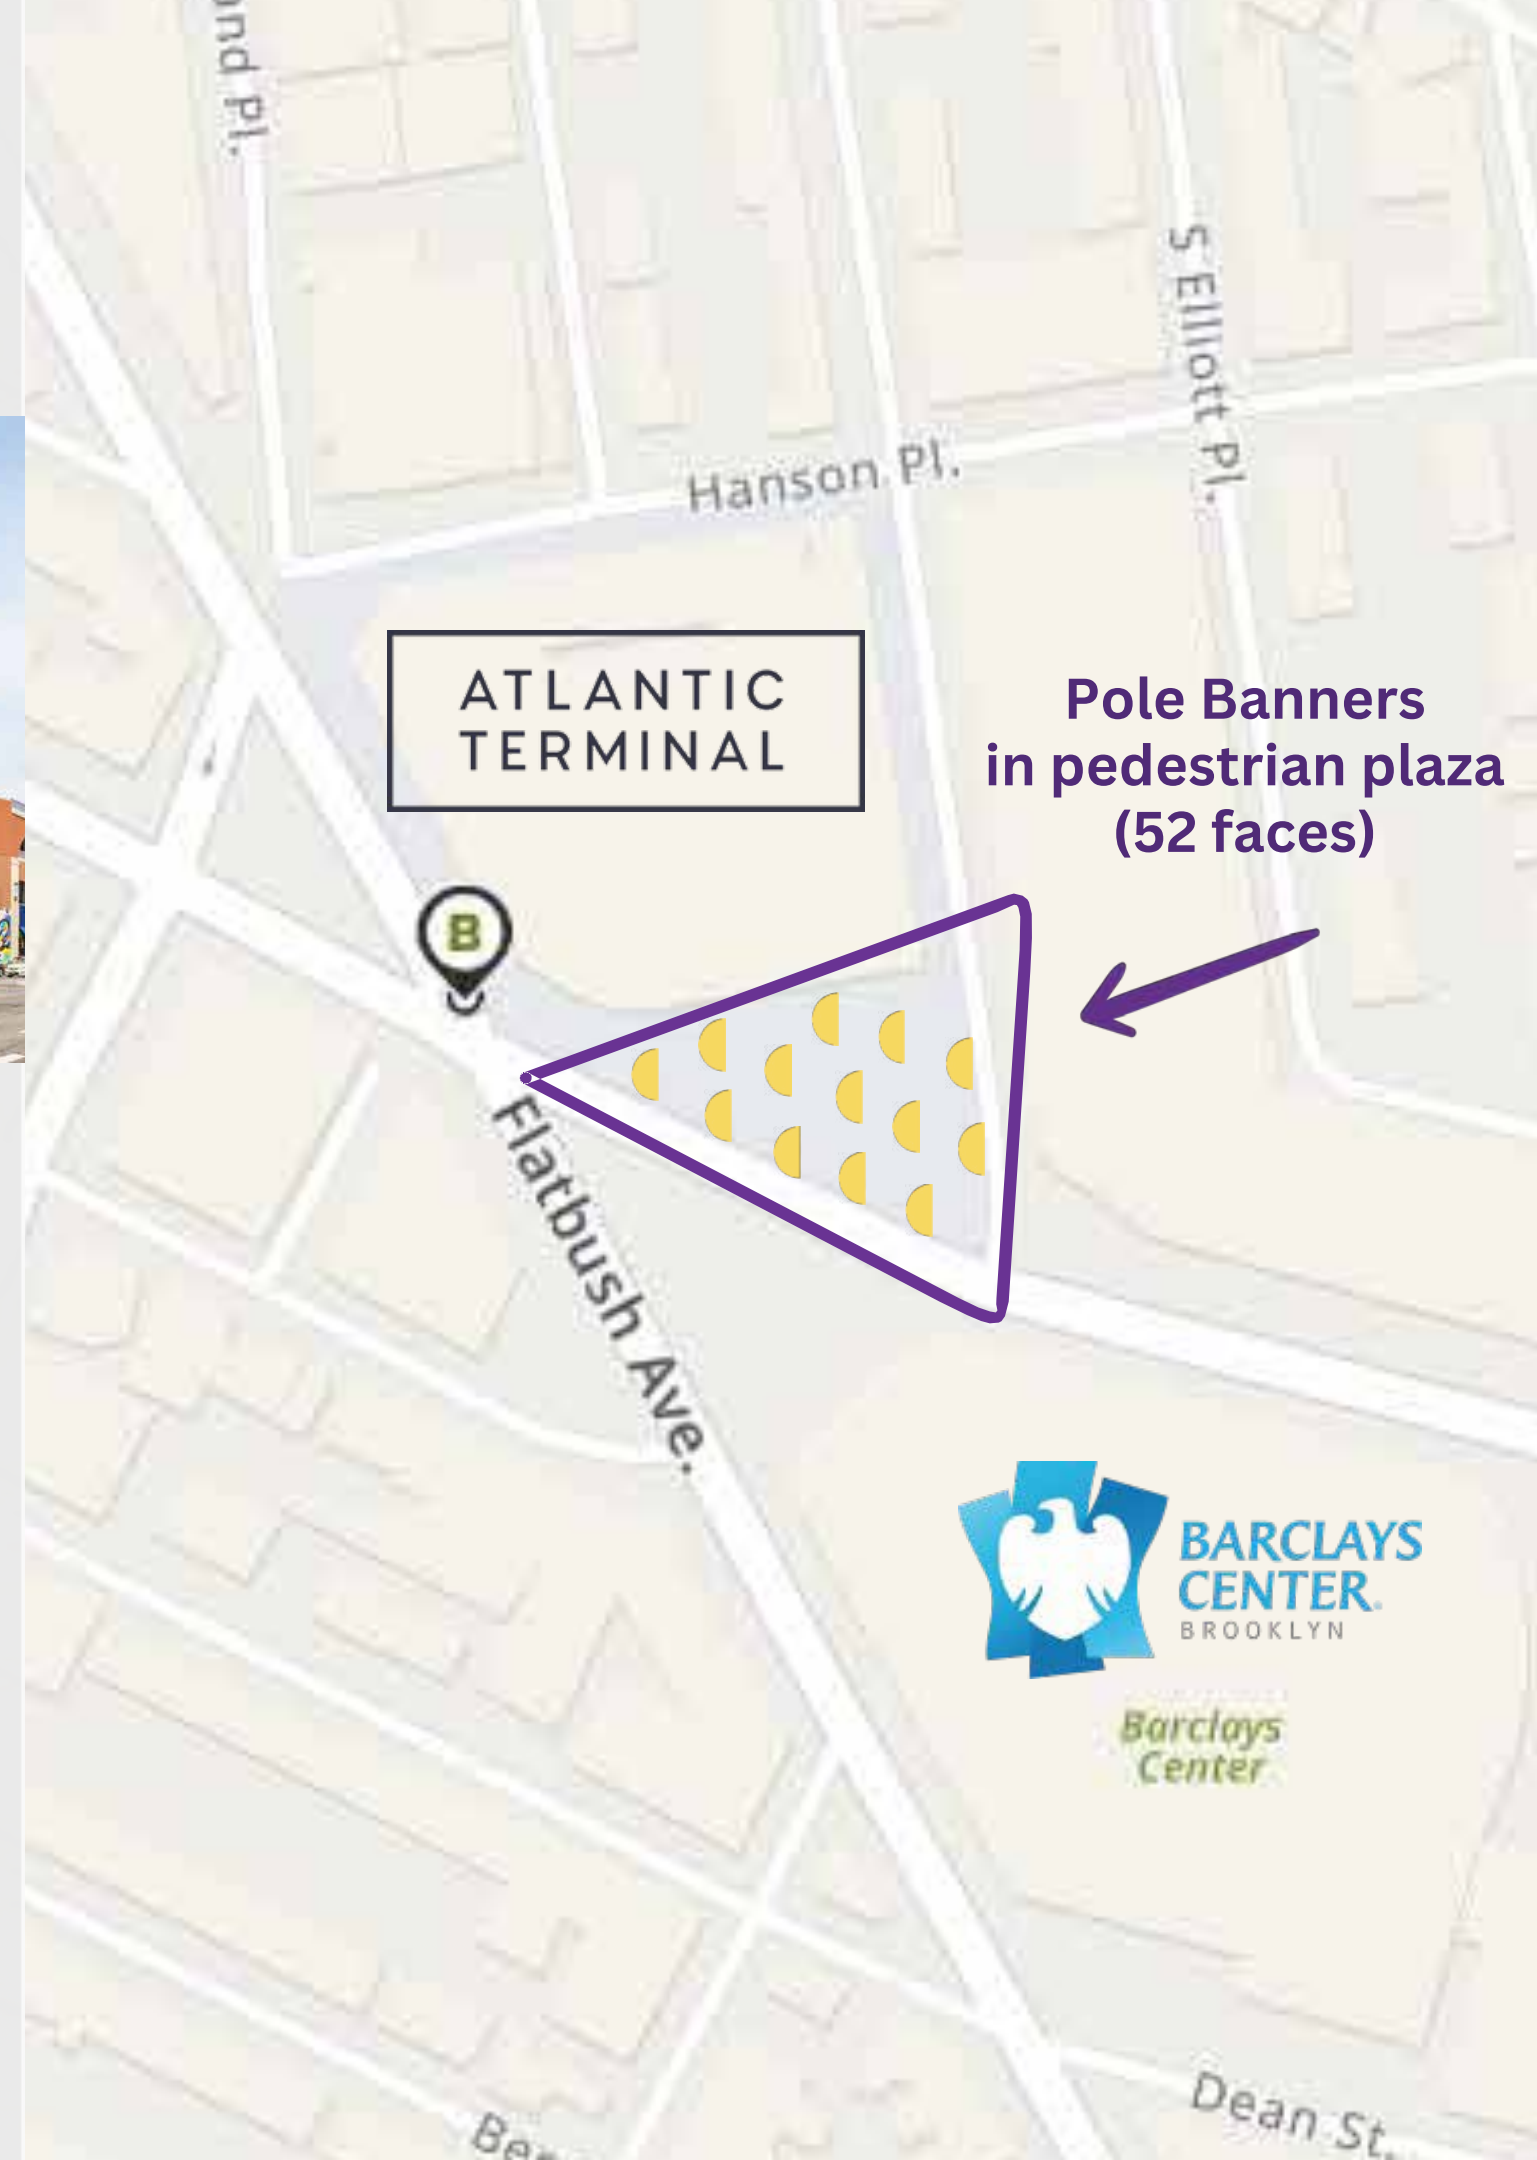 and Pl.
S Elliott Pl.
Hanson Pl.
ATLANTIC
TERMINAL
Pole Banners
in pedestrian plaza
(52 faces)
B
Flatbush Ave.
BARCLAYS
CENTER
BROOKLYN
Barclays
Center
Dean St.